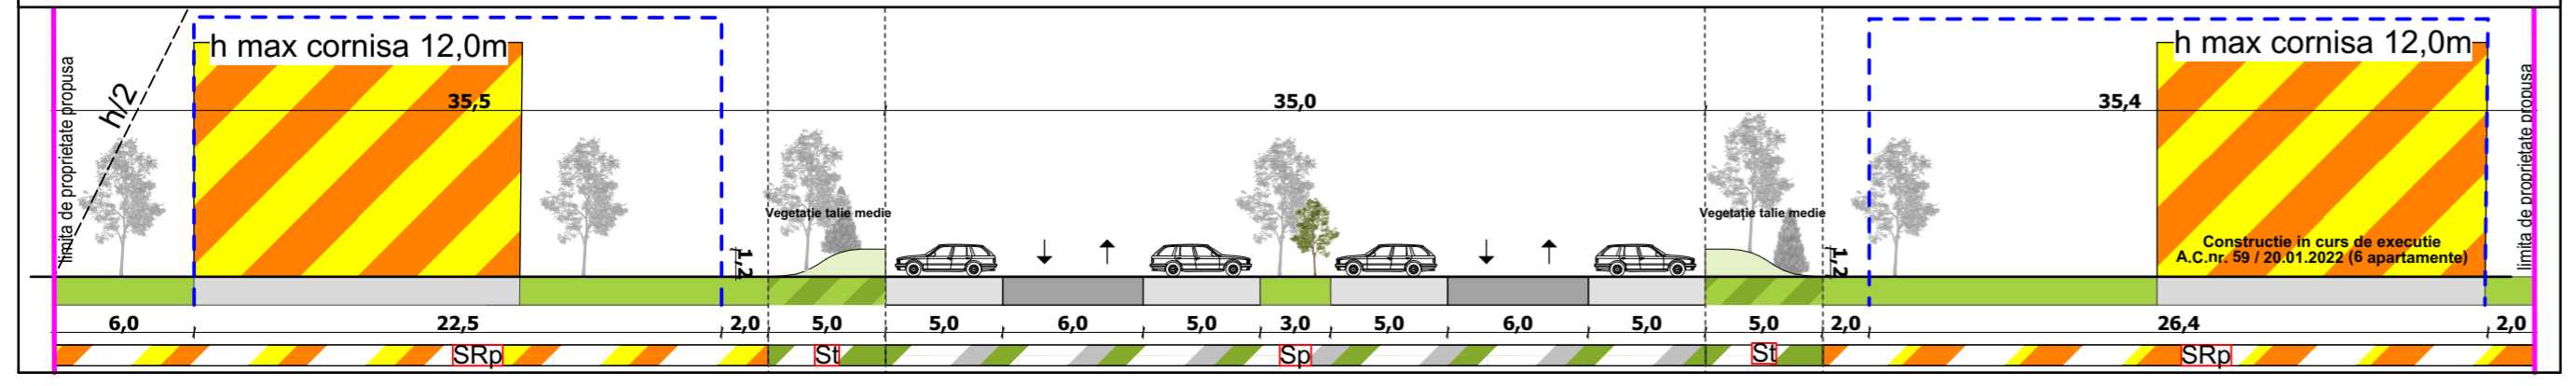 h max cornisa 12,0m
h max cornisa 12,0m
limita de proprietate propusa
h/2
35,5
35,0
35,4
limita de proprietate propusa
Vegetație talie medie
Vegetație talie medie
1,2
1,2
Constructie in curs de executie
A.C.nr. 59 / 20.01.2022 (6 apartamente)
6,0 22,5 2,0 5,0 5,0 6,0 5,0 3,0 5,0 6,0 5,0 5,0 2,0 26,4 2,0
SRp St Sp St SRp